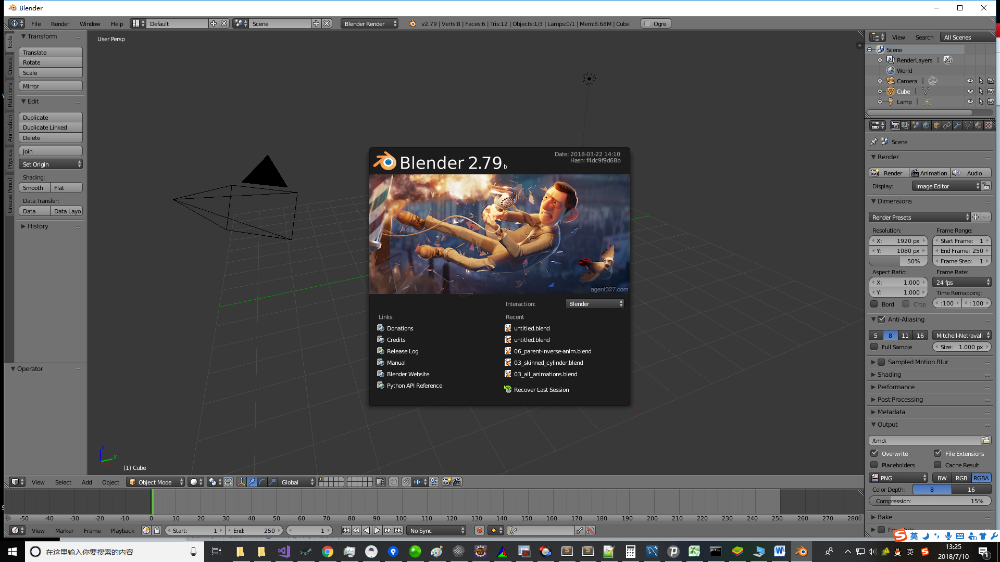 Blender
File Render Window Help Default Scene Blender Render v2.79 | Verts:8 | Faces:6 | Tris:12 | Objects:1/3 | Lamps:0/1 | Mem:8.68M | Cube Ogre
Tools
Create
Relations
Animation
Physics
Grease Pencil
Transform
Translate
Rotate
Scale
Mirror
Edit
Duplicate
Duplicate Linked
Delete
Join
Set Origin
Shading:
Smooth Flat
Data Transfer:
Data Data Layo
History
Operator
User Persp
Blender 2.79 b
Date: 2018-03-22 14:10
Hash: f4dc9f9d68b
agent327.com
Interaction: Blender
Links
Donations
Credits
Release Log
Manual
Blender Website
Python API Reference
Recent
untitled.blend
untitled.blend
06_parent-inverse-anim.blend
03_skinned_cylinder.blend
03_all_animations.blend
Recover Last Session
z
y
(1) Cube
View Select Add Object Object Mode Global
-50 -40 -30 -20 -10 0 10 20 30 40 50 60 70 80 90 100 110 120 130 140 150 160 170 180 190 200 210 220 230 240 250 260 270 280
View Marker Frame Playback Start: 1 End: 250 1 No Sync
View Search All Scenes
Scene
RenderLayers |
World
Camera |
Cube |
Lamp |
Scene
Render
Render Animation Audio
Display: Image Editor
Dimensions
Render Presets
Resolution: Frame Range:
X: 1920 px Start Frame: 1
Y: 1080 px End Frame: 250
50% Frame Step: 1
Aspect Ratio: Frame Rate:
X: 1.000 24 fps
Y: 1.000 Time Remapping:
Bord Crop :100 :100
Anti-Aliasing
5 8 11 16 Mitchell-Netravali
Full Sample Size: 1.000 px
Sampled Motion Blur
Shading
Performance
Post Processing
Metadata
Output
/tmp\
Overwrite File Extensions
Placeholders Cache Result
PNG BW RGB RGBA
Color Depth: 8 16
Compression: 15%
Bake
英
在这里输入你要搜索的内容
英
13:25
2018/7/10
1